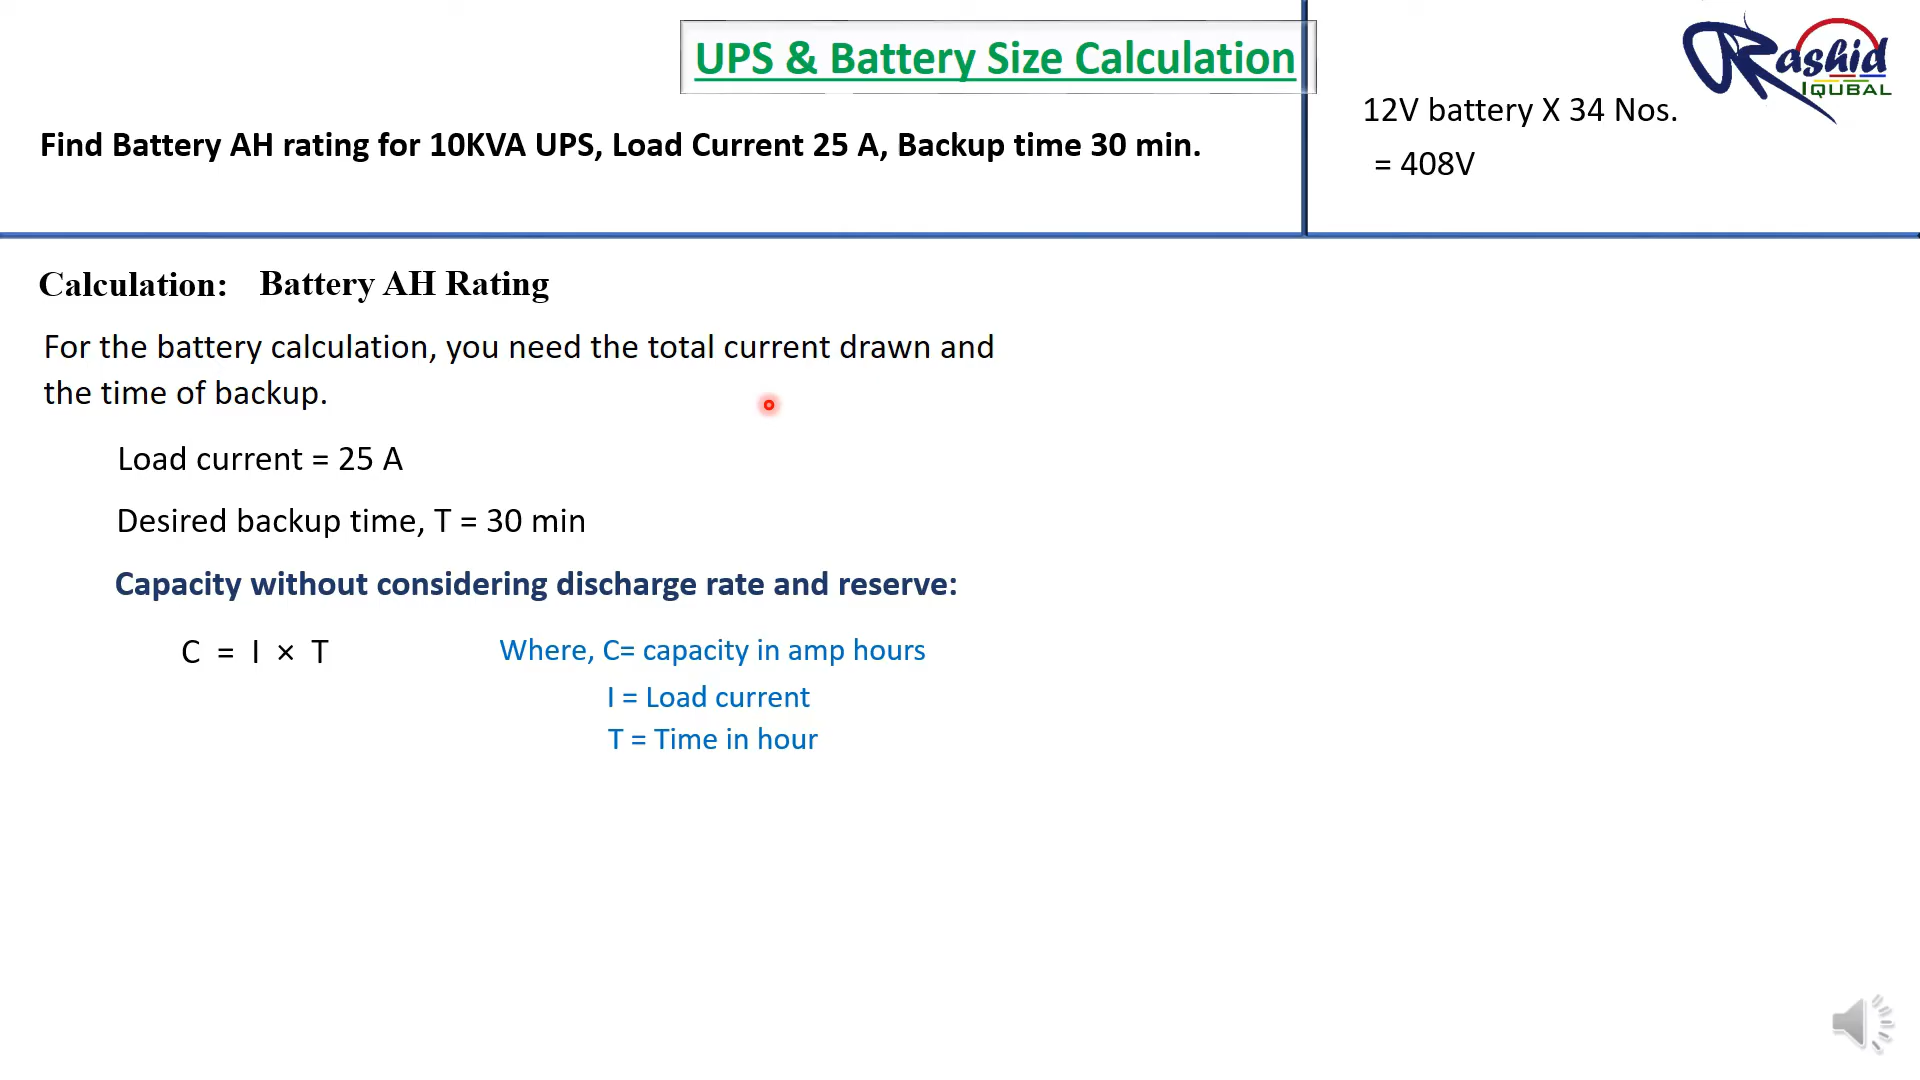 UPS & Battery Size Calculation
Rashid
IQUBAL
12V battery X 34 Nos.
= 408V
Find Battery AH rating for 10KVA UPS, Load Current 25 A, Backup time 30 min.
Calculation: Battery AH Rating
For the battery calculation, you need the total current drawn and
the time of backup.
Load current = 25 A
Desired backup time, T = 30 min
Capacity without considering discharge rate and reserve:
C = I × T
Where, C= capacity in amp hours
I = Load current
T = Time in hour